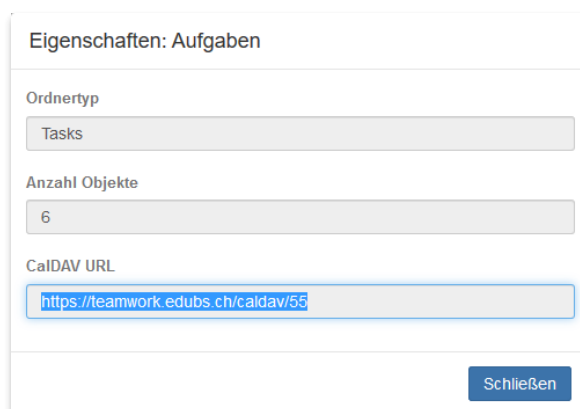 Eigenschaften: Aufgaben
Ordnertyp
Tasks
Anzahl Objekte
6
CalDAV URL
https://teamwork.edubs.ch/caldav/55
Schließen